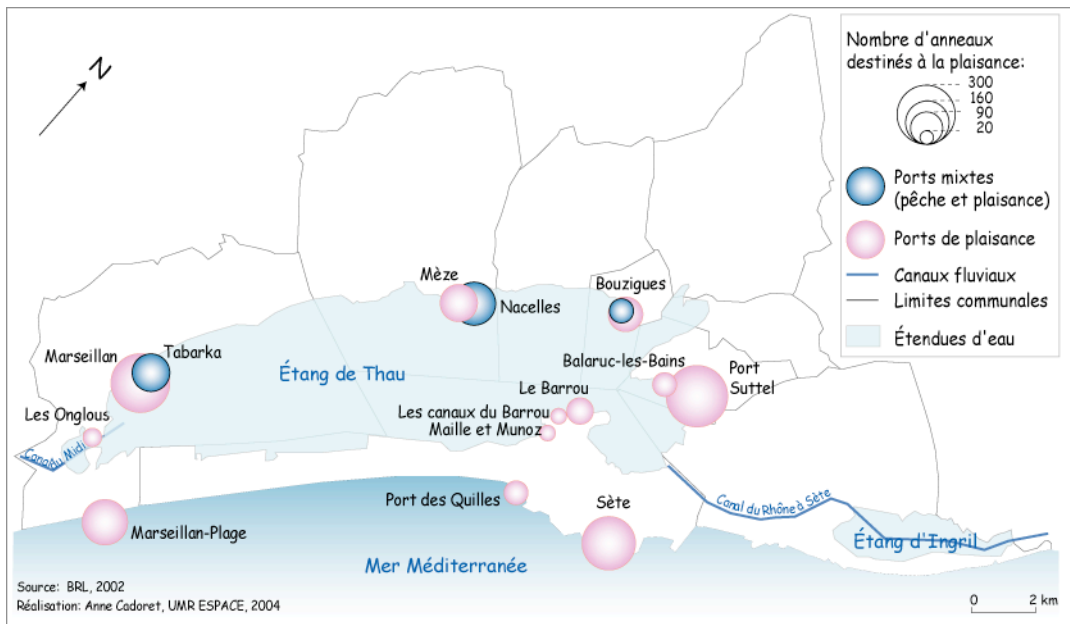 N
Nombre d'anneaux
destinés à la plaisance:
300
160
90
20
Ports mixtes
(pêche et plaisance)
Ports de plaisance
Canaux fluviaux
Limites communales
Étendues d'eau
Mèze
Nacelles
Bouzigues
Marseillan
Tabarka
Étang de Thau
Balaruc-les-Bains
Port
Suttel
Le Barrou
Les canaux du Barrou
Maille et Munoz
Les Onglous
Canal du Midi
Port des Quilles
Sète
Canal du Rhône à Sète
Marseillan-Plage
Étang d'Ingril
Mer Méditerranée
Source: BRL, 2002
Réalisation: Anne Cadoret, UMR ESPACE, 2004
0 2 km